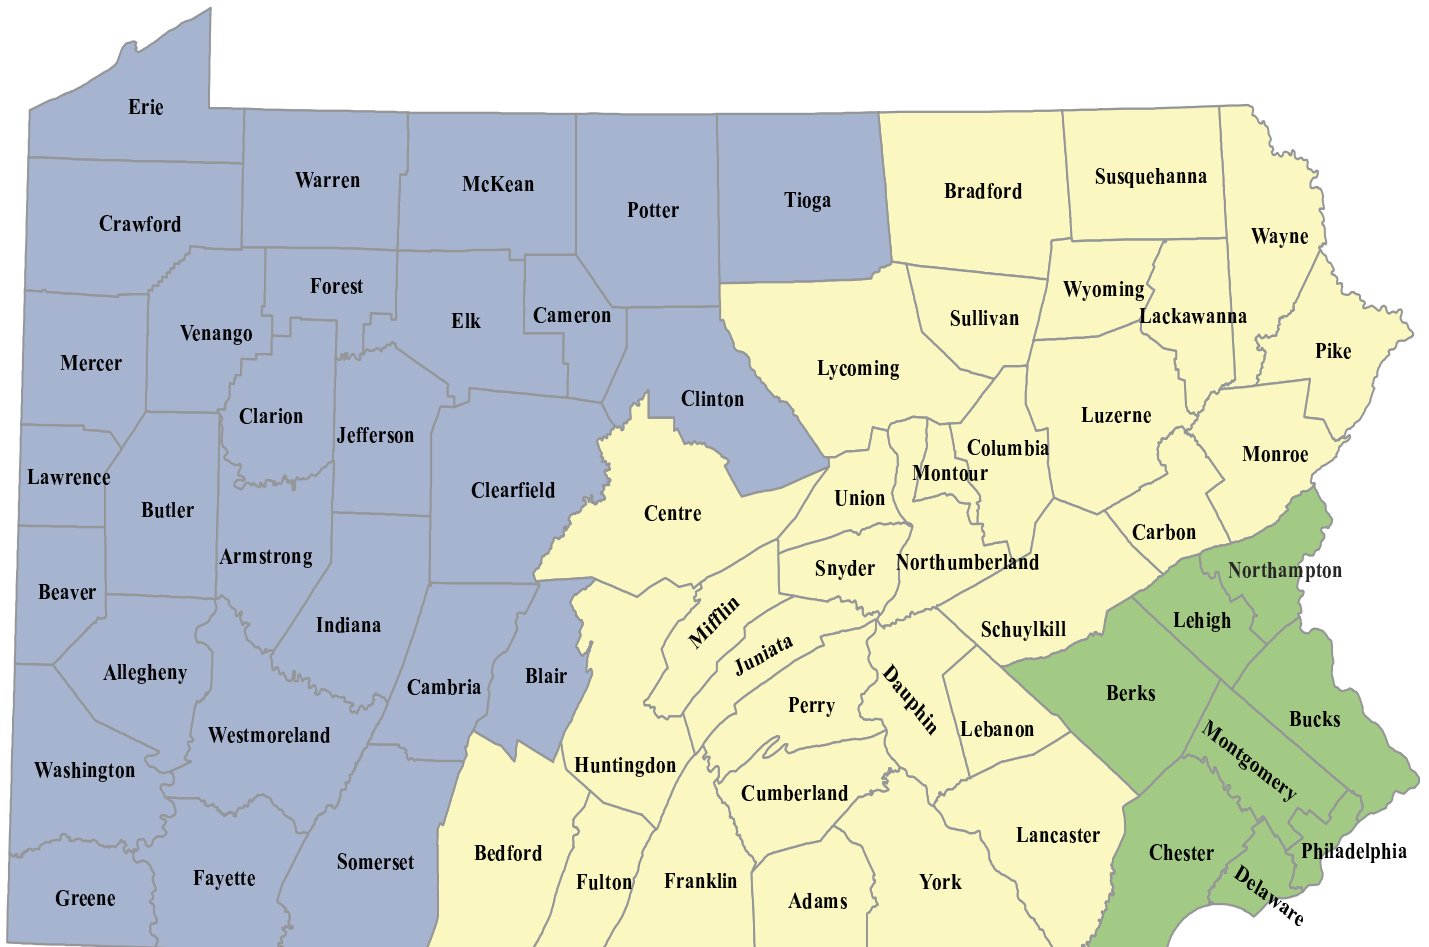 Erie
Warren
McKean
Potter
Tioga
Bradford
Susquehanna
Wayne
Crawford
Forest
Elk
Cameron
Sullivan
Wyoming
Lackawanna
Pike
Mercer
Venango
Clarion
Jefferson
Clinton
Lycoming
Columbia
Luzerne
Monroe
Lawrence
Butler
Clearfield
Centre
Union
Montour
Carbon
Armstrong
Snyder
Northumberland
Northampton
Beaver
Indiana
Mifflin
Juniata
Schuylkill
Lehigh
Allegheny
Cambria
Blair
Perry
Dauphin
Lebanon
Berks
Bucks
Washington
Westmoreland
Huntingdon
Cumberland
Montgomery
Lancaster
Philadelphia
Greene
Fayette
Somerset
Bedford
Fulton
Franklin
Adams
York
Chester
Delaware